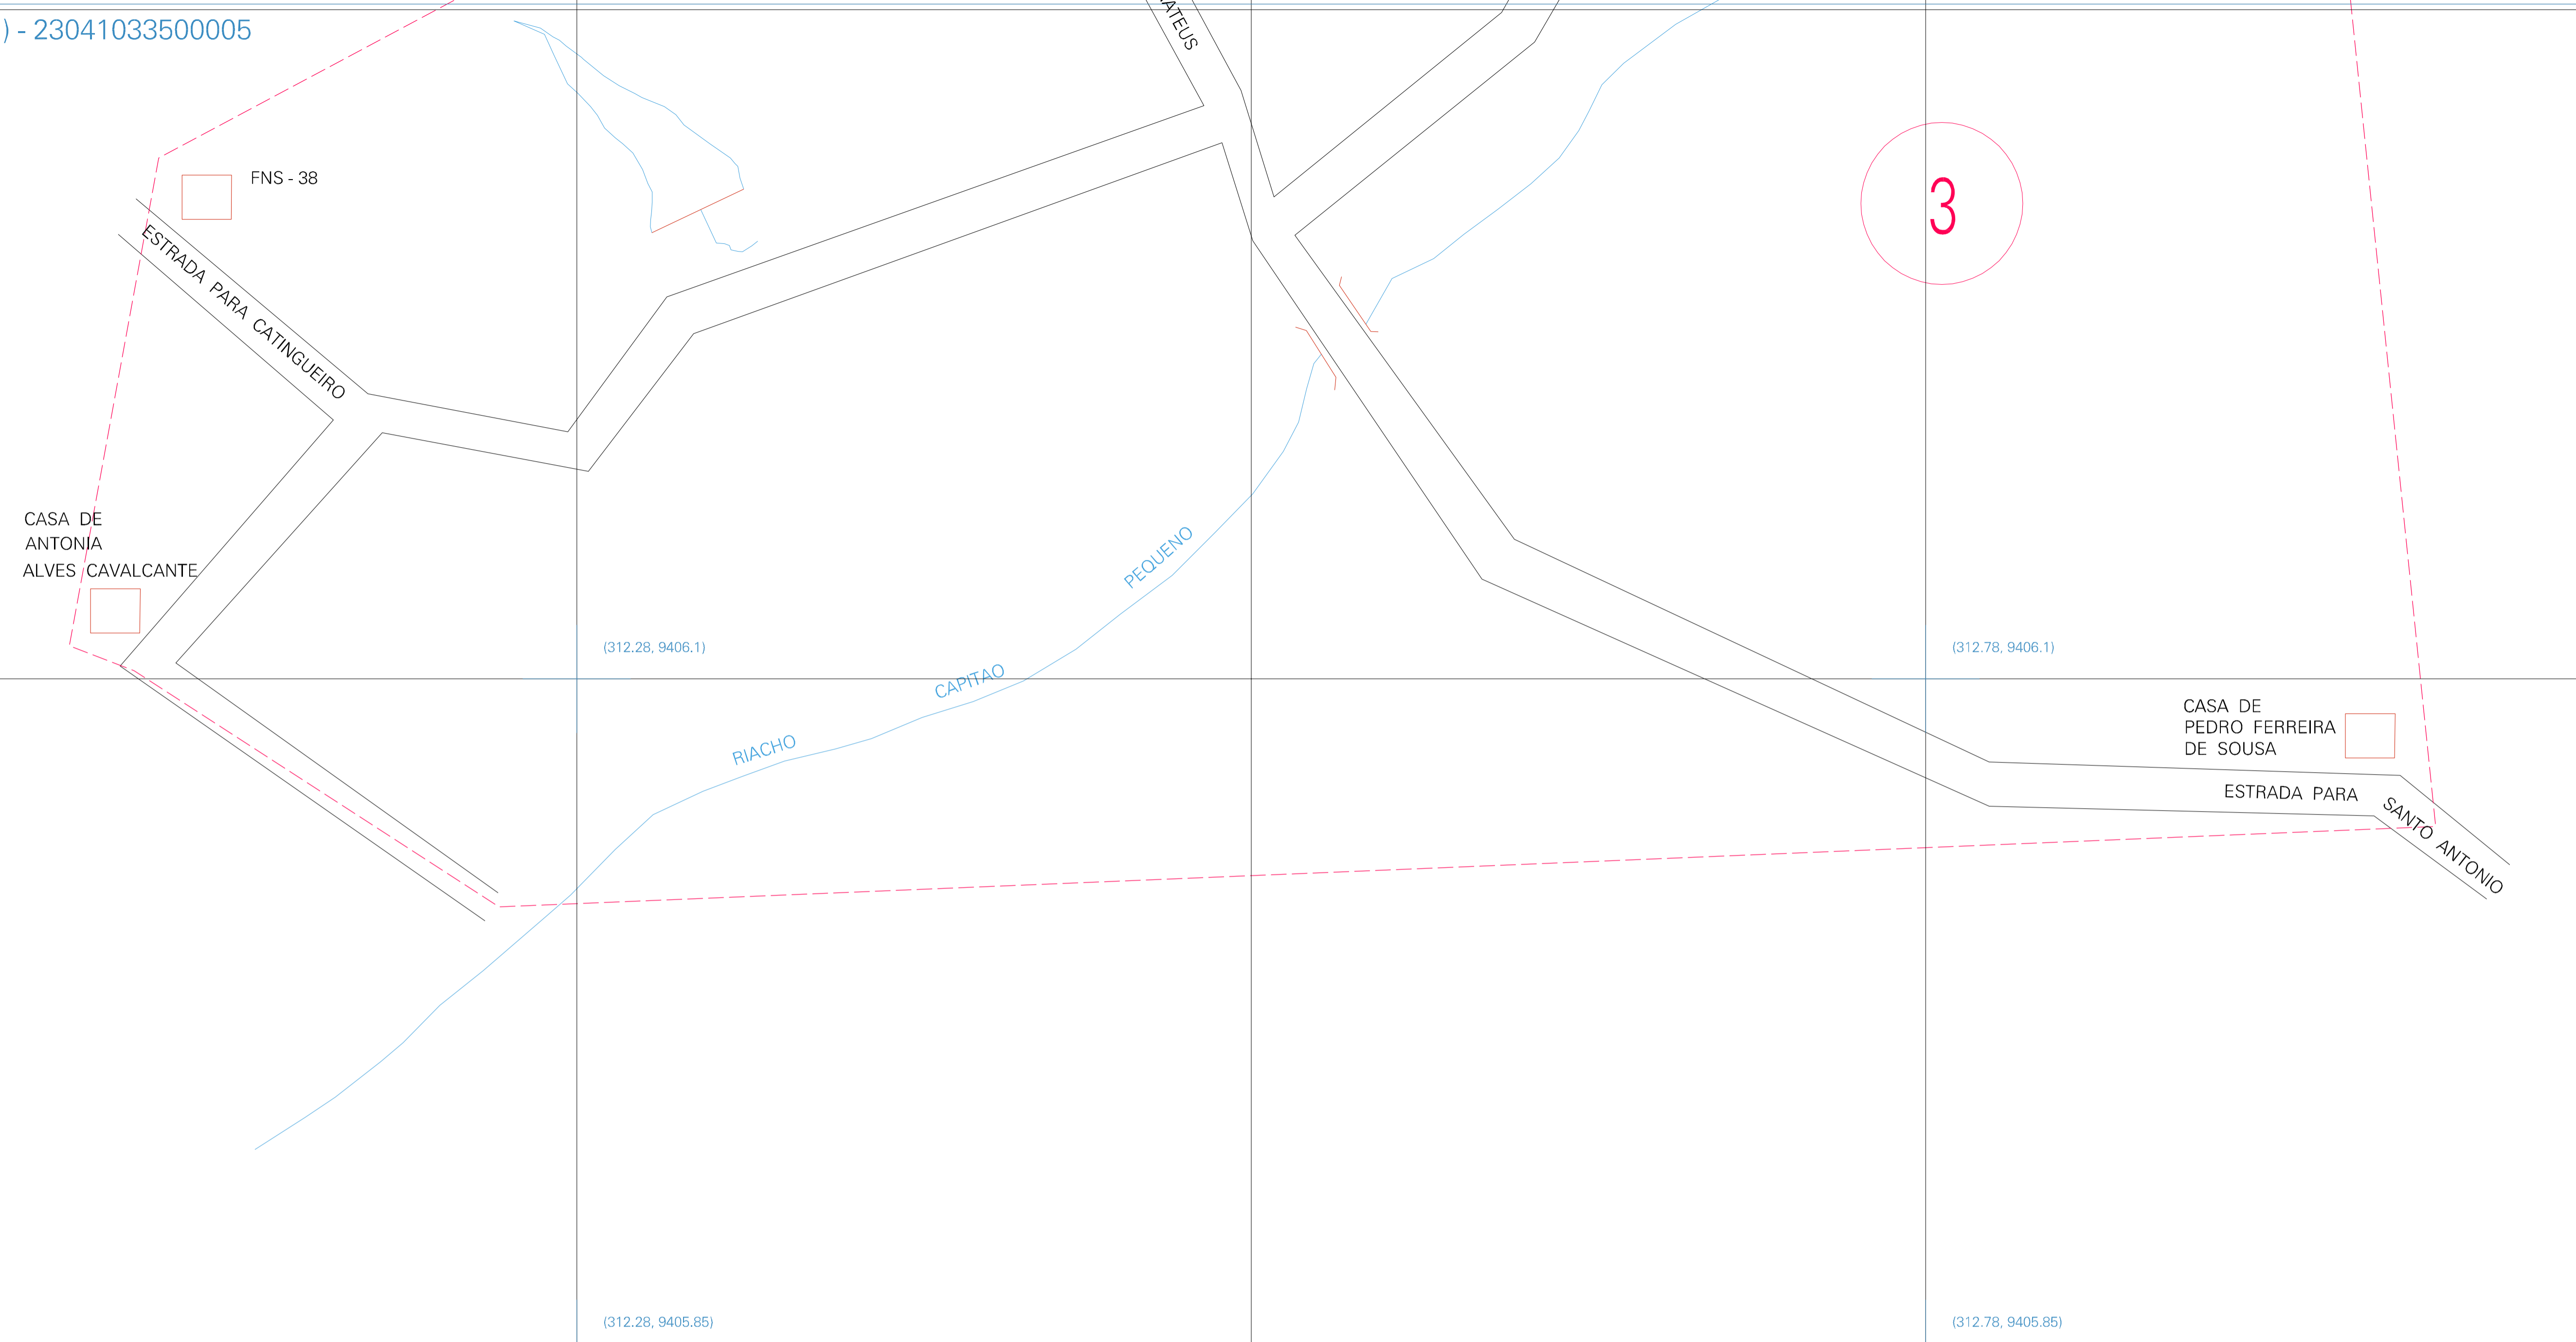 ) - 23041033500005
FNS - 38
3
ESTRADA PARA CATINGUEIRO
CASA DE
ANTONIA
ALVES CAVALCANTE
PEQUENO
CAPITAO
RIACHO
(312.28, 9406.1)
(312.78, 9406.1)
CASA DE
PEDRO FERREIRA
DE SOUSA
ESTRADA PARA SANTO ANTONIO
(312.28, 9405.85)
(312.78, 9405.85)